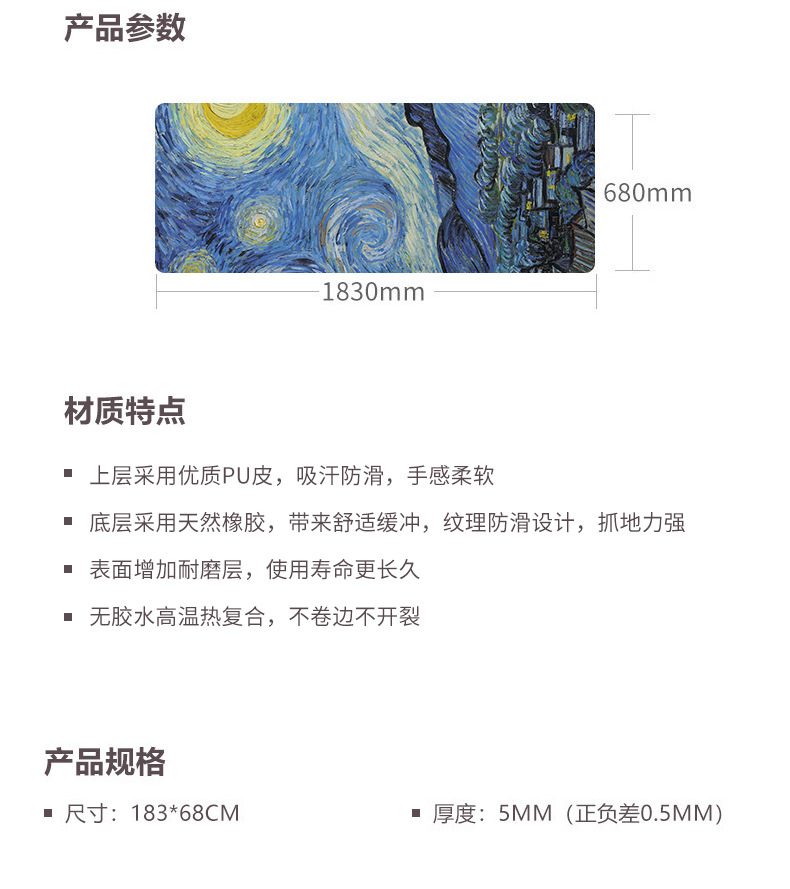 产品参数
680mm
1830mm
材质特点
上层采用优质PU皮，吸汗防滑，手感柔软
底层采用天然橡胶，带来舒适缓冲，纹理防滑设计，抓地力强
表面增加耐磨层，使用寿命更长久
无胶水高温热复合，不卷边不开裂
产品规格
尺寸：183*68CM
厚度：5MM（正负差0.5MM）